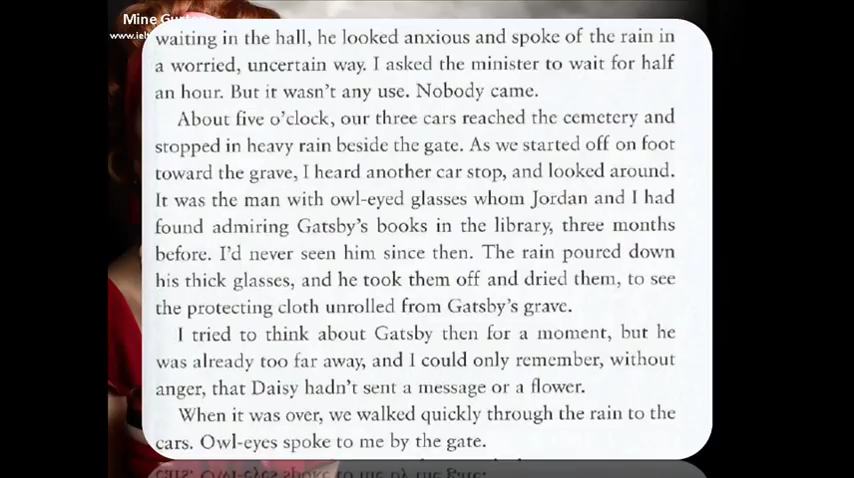 Mine Gu
www.iel
waiting in the hall, he looked anxious and spoke of the rain in
a worried, uncertain way. I asked the minister to wait for half
an hour. But it wasn't any use. Nobody came.
About five o'clock, our three cars reached the cemetery and
stopped in heavy rain beside the gate. As we started off on foot
toward the grave, I heard another car stop, and looked around.
It was the man with owl-eyed glasses whom Jordan and I had
found admiring Gatsby's books in the library, three months
before. I'd never seen him since then. The rain poured down
his thick glasses, and he took them off and dried them, to see
the protecting cloth unrolled from Gatsby's grave.
I tried to think about Gatsby then for a moment, but he
was already too far away, and I could only remember, without
anger, that Daisy hadn't sent a message or a flower.
When it was over, we walked quickly through the rain to the
cars. Owl-eyes spoke to me by the gate.